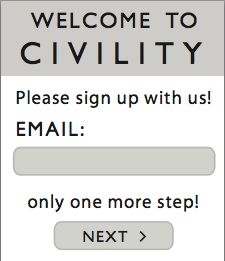 WELCOME TO
CIVILITY
Please sign up with us!
EMAIL:
only one more step!
NEXT >